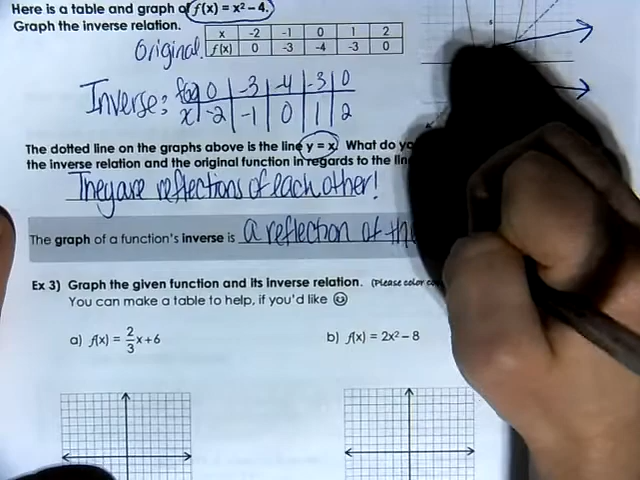 Here is a table and graph of f(x) = x² – 4.
Graph the inverse relation.
Original: x -2 -1 0 1 2
f(x) 0 -3 -4 -3 0
Inverse: f(x) 0 -3 -4 -3 0
x -2 -1 0 1 2
The dotted line on the graphs above is the line y = x. What do
the inverse relation and the original function in regards to the
They are reflections of each other!
The graph of a function's inverse is a reflection of
Ex 3) Graph the given function and its inverse relation. (Please color
You can make a table to help, if you'd like ☺
a) f(x) = 2/3x + 6
b) f(x) = 2x² – 8